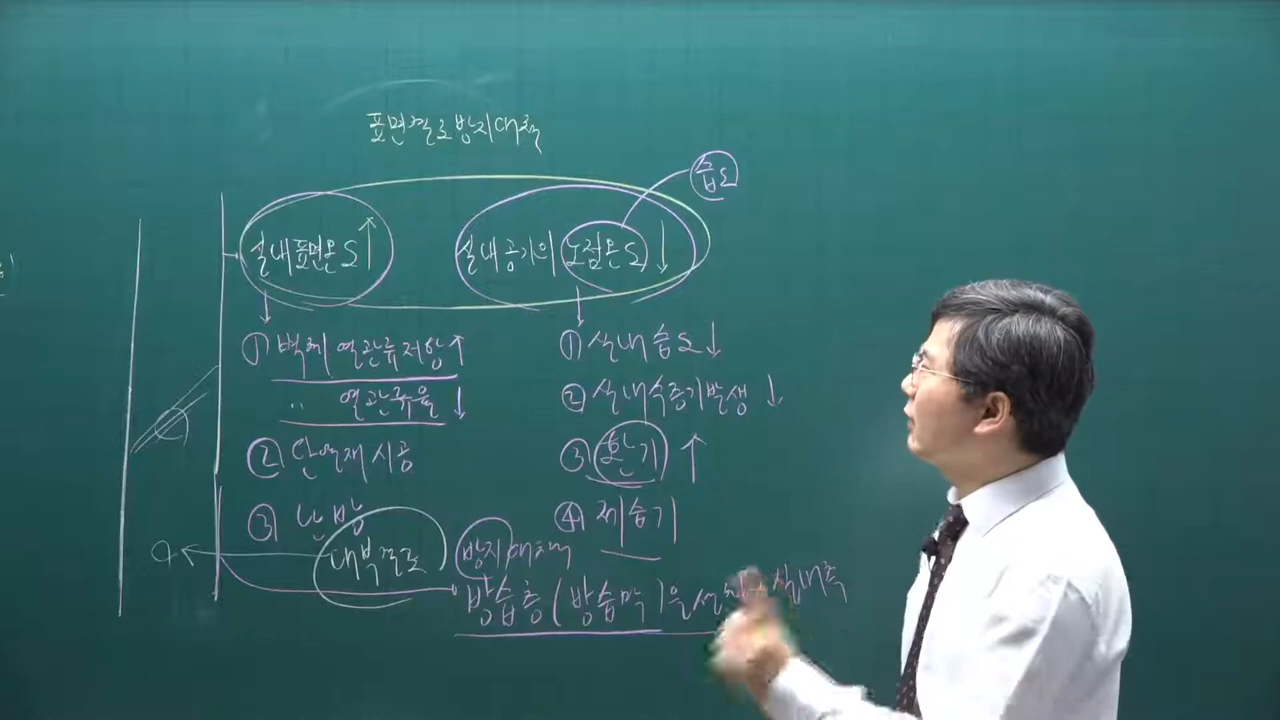 표면결로방지대책
습도
실내표면온도↑ 실내공기의 노점온도↓
① 벽체 열관류저항↑
〃 열관류율↓
② 단열재시공
③ 난방
① 실내습도↓
② 실내수증기발생↓
③ 환기↑
④ 제습기
내부결로 방지대책
방습층(방습막)을 실내측